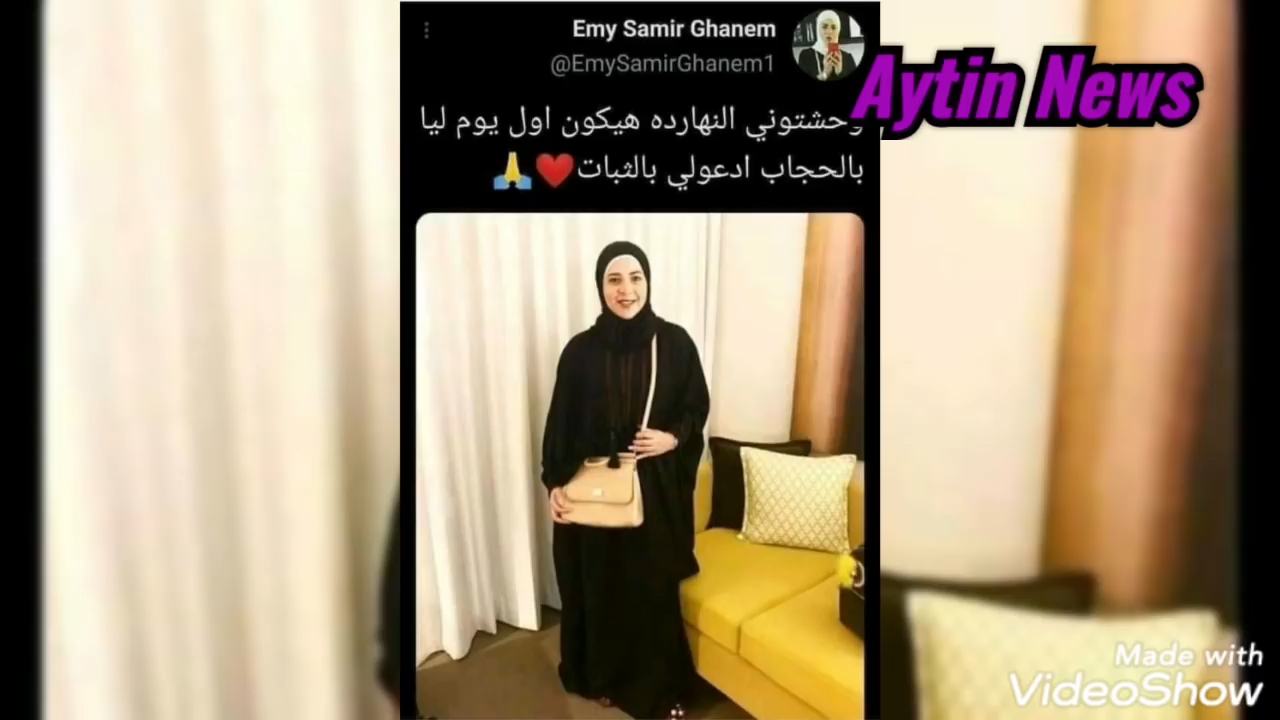 Emy Samir Ghanem
@EmySamirGhanem1
Aytin News
وحشتوني النهارده هيكون اول يوم ليا
بالحجاب ادعولي بالثبات❤️🙏
Made with
VideoShow